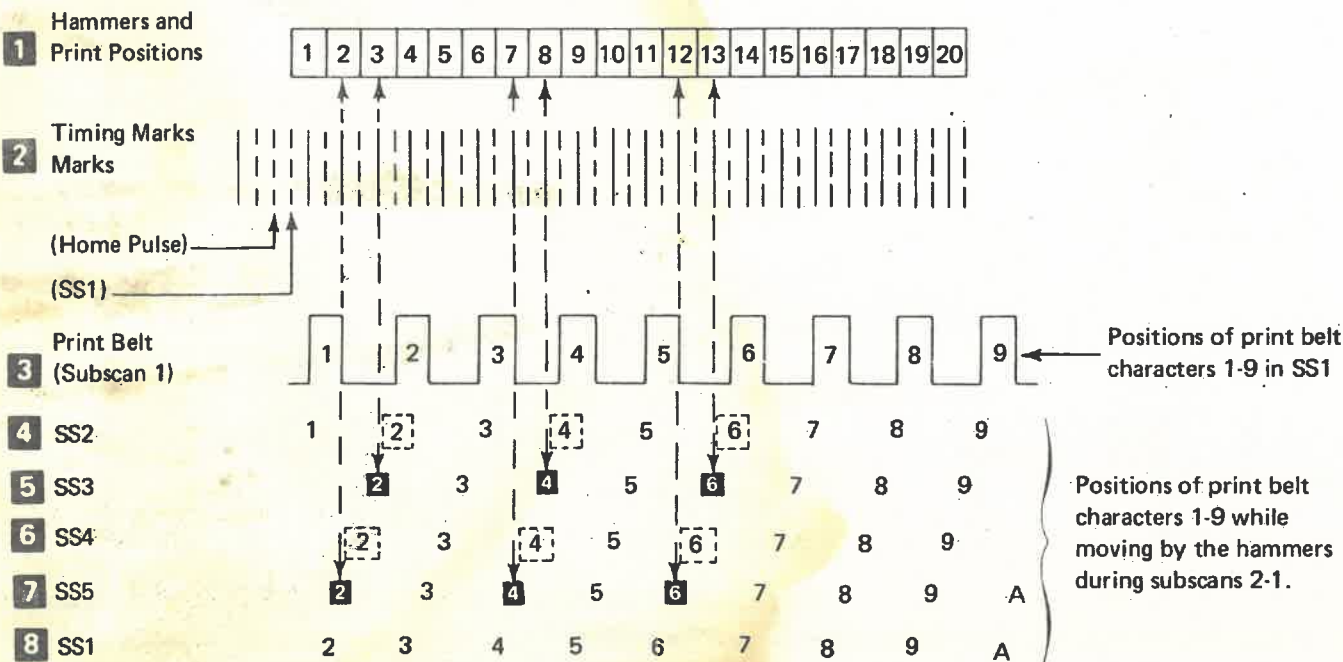 1 Hammers and Print Positions
1 2 3 4 5 6 7 8 9 10 11 12 13 14 15 16 17 18 19 20
2 Timing Marks
Marks
(Home Pulse)
(SS1)
3 Print Belt
(Subscan 1)
1 2 3 4 5 6 7 8 9
Positions of print belt
characters 1-9 in SS1
4 SS2 1 2 3 4 5 6 7 8 9
5 SS3 2 3 4 5 6 7 8 9
6 SS4 2 3 4 5 6 7 8 9
7 SS5 2 3 4 5 6 7 8 9 A
8 SS1 2 3 4 5 6 7 8 9 A
Positions of print belt
characters 1-9 while
moving by the hammers
during subscans 2-1.